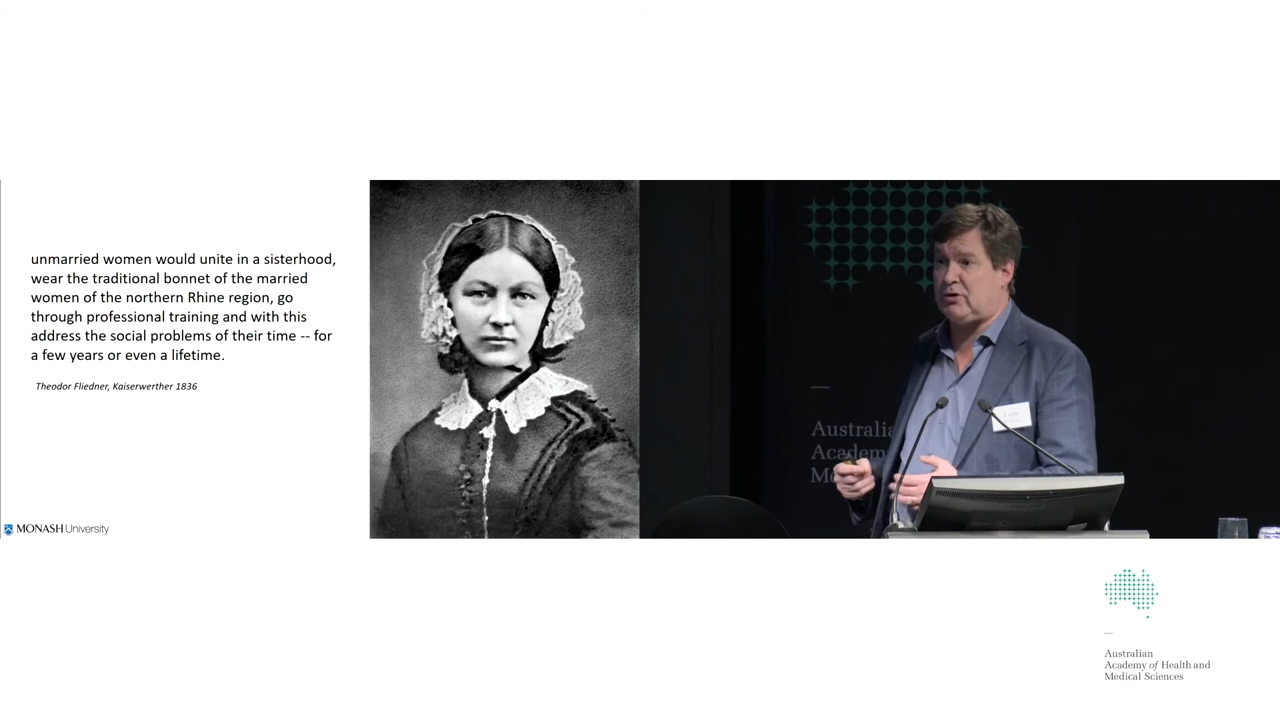 unmarried women would unite in a sisterhood,
wear the traditional bonnet of the married
women of the northern Rhine region, go
through professional training and with this
address the social problems of their time -- for
a few years or even a lifetime.
Theodor Fliedner, Kaiserwerther 1836
MONASH University
Australia
Academ
Australian
Academy of Health and
Medical Sciences